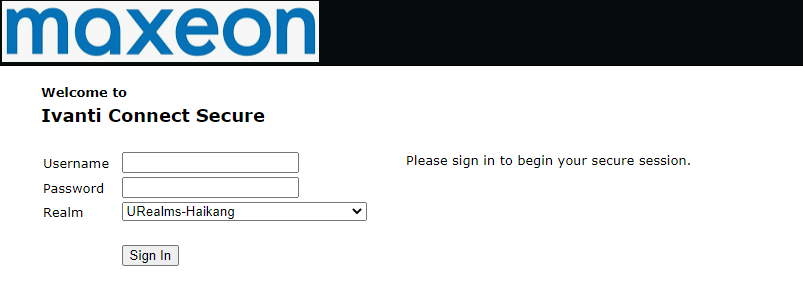 maxeon
Welcome to
Ivanti Connect Secure
Username
Please sign in to begin your secure session.
Password
Realm URealms-Haikang
Sign In